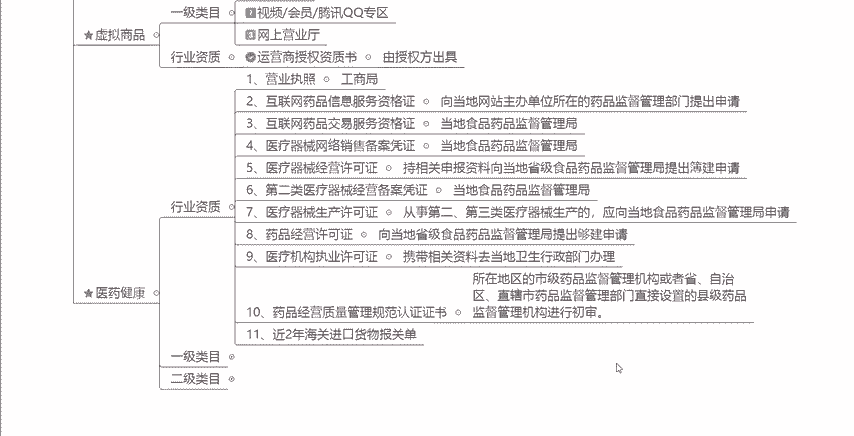 一级类目
视频/会员/腾讯QQ专区
虚拟商品
网上营业厅
行业资质
运营商授权资质书
由授权方出具
1、营业执照
工商局
2、互联网药品信息服务资格证
向当地网站主办单位所在的药品监督管理部门提出申请
3、互联网药品交易服务资格证
当地食品药品监督管理局
4、医疗器械网络销售备案凭证
当地食品药品监督管理局
5、医疗器械经营许可证
持相关申报资料向当地省级食品药品监督管理局提出簿建申请
6、第二类医疗器械经营备案凭证
当地食品药品监督管理局
行业资质
7、医疗器械生产许可证
从事第二、第三类医疗器械生产的，应向当地食品药品监督管理局申请
8、药品经营许可证
向当地省级食品药品监督管理局提出够建申请
9、医疗机构执业许可证
携带相关资料去当地卫生行政部门办理
医药健康
10、药品经营质量管理规范认证证书
所在地区的市级药品监督管理机构或者省、自治
区、直辖市药品监督管理部门直接设置的县级药品
监督管理机构进行初审。
11、近2年海关进口货物报关单
一级类目
二级类目